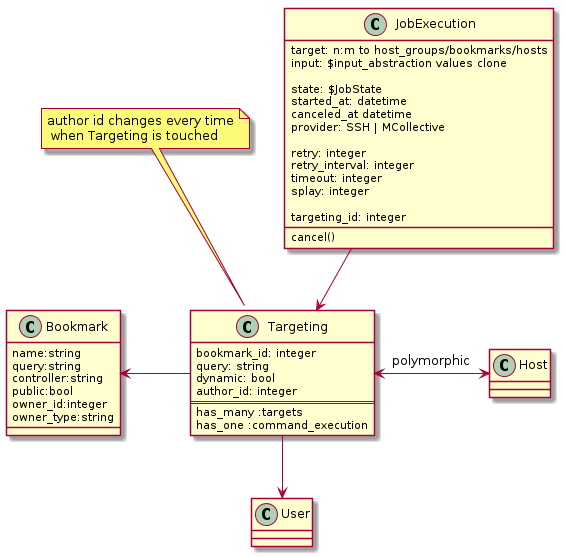 C JobExecution
target: n:m to host_groups/bookmarks/hosts
input: $input_abstraction values clone
state: $JobState
started_at: datetime
canceled_at datetime
provider: SSH | MCollective
retry: integer
retry_interval: integer
timeout: integer
splay: integer
targeting_id: integer
cancel()
author id changes every time
when Targeting is touched
C Bookmark
name:string
query:string
controller:string
public:bool
owner_id:integer
owner_type:string
C Targeting
bookmark_id: integer
query: string
dynamic: bool
author_id: integer
has_many :targets
has_one :command_execution
polymorphic
C Host
C User